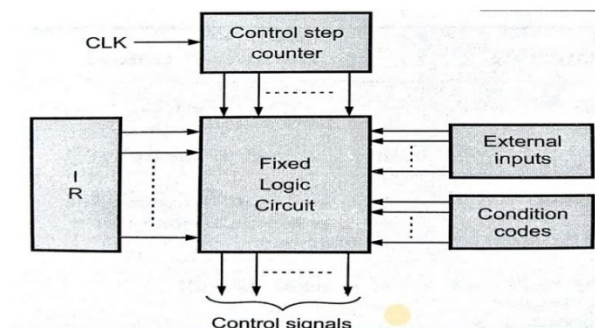 Control step
counter
CLK
I
R
Fixed
Logic
Circuit
External
inputs
Condition
codes
Control signals